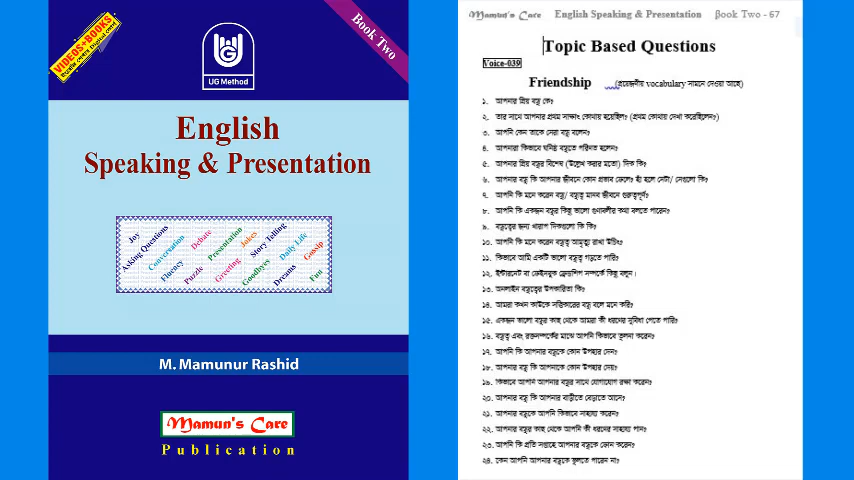 VIDEOS+BOOKS
Book Two
UG
UG Method
English
Speaking & Presentation
Joy
Asking Questions
Conversation
Fluency
Debate
Puzzle
Presentation
Greeting
Jokes
Goodbyes
Story Telling
Dreams
Daily Life
Gossip
Fun
M. Mamunur Rashid
Mamun's Care
Publication
Mamun's Care English Speaking & Presentation Book Two - 67
Topic Based Questions
Voice-039
Friendship (প্রয়োজনীয় vocabulary সামনে দেওয়া আছে)
১. আপনার প্রিয় বন্ধু কে?
২. তার সাথে আপনার প্রথম সাক্ষাৎ কোথায় হয়েছিল? (প্রথম কোথায় দেখা করেছিলেন?)
৩. আপনি কেন তাকে সেরা বন্ধু বলেন?
৪. আপনারা কিভাবে ঘনিষ্ঠ বন্ধুতে পরিনত হলেন?
৫. আপনার প্রিয় বন্ধুর বিশেষ (উল্লেখ করার মতো) দিক কি?
৬. আপনার বন্ধু কি আপনার জীবনে কোন প্রভাব ফেলে? হাঁ হলে সেটা/ সেগুলো কি?
৭. আপনি কি মনে করেন বন্ধু/ বন্ধুত্ব মানব জীবনে গুরুত্বপূর্ণ?
৮. আপনি কি একজন বন্ধুর কিছু ভালো গুণাবলীর কথা বলতে পারেন?
৯. বন্ধুত্বের জন্য খারাপ দিকগুলো কি কি?
১০. আপনি কি মনে করেন বন্ধুত্ব আমৃত্যু রাখা উচিৎ?
১১. কিভাবে আমি একটি ভালো বন্ধুত্ব গড়তে পারি?
১২. ইন্টারনেট বা ফেইসবুক ফ্রেন্ডশিপ সম্পর্কে কিছু বলুন।
১৩. অনলাইন বন্ধুত্বের উপকারিতা কি?
১৪. আমরা কখন কাউকে সত্তিকারের বন্ধু বলে মনে করি?
১৫. একজন ভালো বন্ধুর কাছ থেকে আমরা কী ধরণের সুবিধা পেতে পারি?
১৬. বন্ধুত্ব এবং রক্তসম্পর্কের মাঝে আপনি কিভাবে তুলনা করেন?
১৭. আপনি কি আপনার বন্ধুকে কোন উপহার দেন?
১৮. আপনার বন্ধু কি আপনাকে কোন উপহার দেয়?
১৯. কিভাবে আপনি আপনার বন্ধুর সাথে যোগাযোগ রক্ষা করেন?
২০. আপনার বন্ধু কি আপনার বাড়ীতে বেড়াতে আসে?
২১. আপনার বন্ধুকে আপনি কিভাবে সাহায্য করেন?
২২. আপনার বন্ধুর কাছ থেকে আপনি কী ধরনের সাহায্য পান?
২৩. আপনি কি প্রতি সপ্তাহে আপনার বন্ধুকে ফোন করেন?
২৪. কেন আপনি আপনার বন্ধুকে ভুলতে পারেন না?